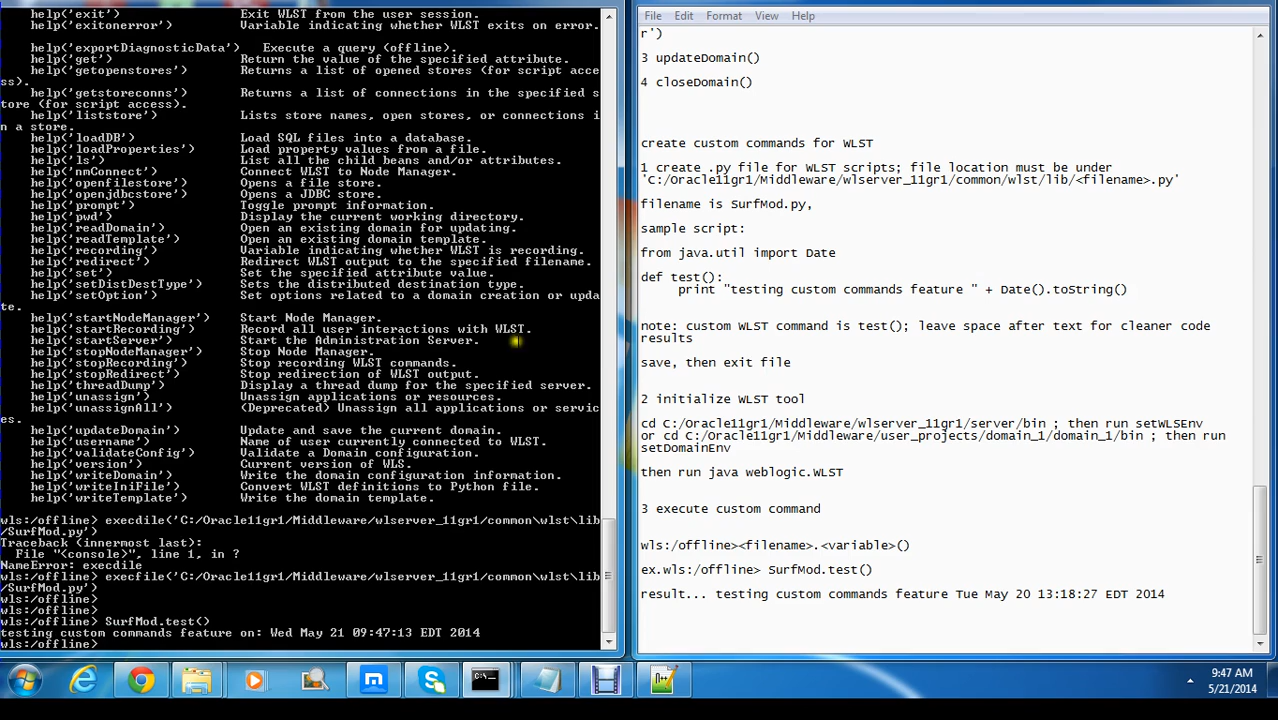 help('exit')                 Exit WLST from the user session.
help('exitonerror')          Variable indicating whether WLST exits on error.
help('exportDiagnosticData')   Execute a query (offline).
help('get')                  Return the value of the specified attribute.
help('getopenstores')        Returns a list of opened stores (for script acce
ss).
help('getstoreconns')        Returns a list of connections in the specified s
tore (for script access).
help('liststore')            Lists store names, open stores, or connections i
n a store.
help('loadDB')               Load SQL files into a database.
help('loadProperties')       Load property values from a file.
help('ls')                   List all the child beans and/or attributes.
help('nmConnect')            Connect WLST to Node Manager.
help('openfilestore')        Opens a file store.
help('openjdbcstore')        Opens a JDBC store.
help('prompt')               Toggle prompt information.
help('pwd')                  Display the current working directory.
help('readDomain')           Open an existing domain for updating.
help('readTemplate')         Open an existing domain template.
help('recording')            Variable indicating whether WLST is recording.
help('redirect')             Redirect WLST output to the specified filename.
help('set')                  Set the specified attribute value.
help('setDistDestType')      Sets the distributed destination type.
help('setOption')            Set options related to a domain creation or upda
te.
help('startNodeManager')     Start Node Manager.
help('startRecording')       Record all user interactions with WLST.
help('startServer')          Start the Administration Server.
help('stopNodeManager')      Stop Node Manager.
help('stopRecording')        Stop recording WLST commands.
help('stopRedirect')         Stop redirection of WLST output.
help('threadDump')           Display a thread dump for the specified server.
help('unassign')             Unassign applications or resources.
help('unassignAll')          (Deprecated) Unassign all applications or servic
es.
help('updateDomain')         Update and save the current domain.
help('username')             Name of user currently connected to WLST.
help('validateConfig')       Validate a Domain configuration.
help('version')              Current version of WLS.
help('writeDomain')          Write the domain configuration information.
help('writeIniFile')         Convert WLST definitions to Python file.
help('writeTemplate')        Write the domain template.
wls:/offline> execdile('C:/Oracle11gr1/Middleware/wlserver_11gr1/common\wlst\lib
/SurfMod.py')
Traceback (innermost last):
File "<console>", line 1, in ?
NameError: execdile
wls:/offline> execfile('C:/Oracle11gr1/Middleware/wlserver_11gr1/common\wlst\lib
/SurfMod.py')
wls:/offline>
wls:/offline>
wls:/offline> SurfMod.test()
testing custom commands feature on: Wed May 21 09:47:13 EDT 2014
wls:/offline>
File Edit Format View Help
r')
3 updateDomain()
4 closeDomain()
create custom commands for WLST
1 create .py file for WLST scripts; file location must be under
'C:/Oracle11gr1/Middleware/wlserver_11gr1/common/wlst/lib/<filename>.py'
filename is SurfMod.py,
sample script:
from java.util import Date
def test():
print "testing custom commands feature " + Date().toString()
note: custom WLST command is test(); leave space after text for cleaner code
results
save, then exit file
2 initialize WLST tool
cd C:/Oracle11gr1/Middleware/wlserver_11gr1/server/bin ; then run setWLSEnv
or cd C:/Oracle11gr1/Middleware/user_projects/domain_1/domain_1/bin ; then run
setDomainEnv
then run java weblogic.WLST
3 execute custom command
wls:/offline><filename>.<variable>()
ex.wls:/offline> SurfMod.test()
result... testing custom commands feature Tue May 20 13:18:27 EDT 2014
9:47 AM
5/21/2014